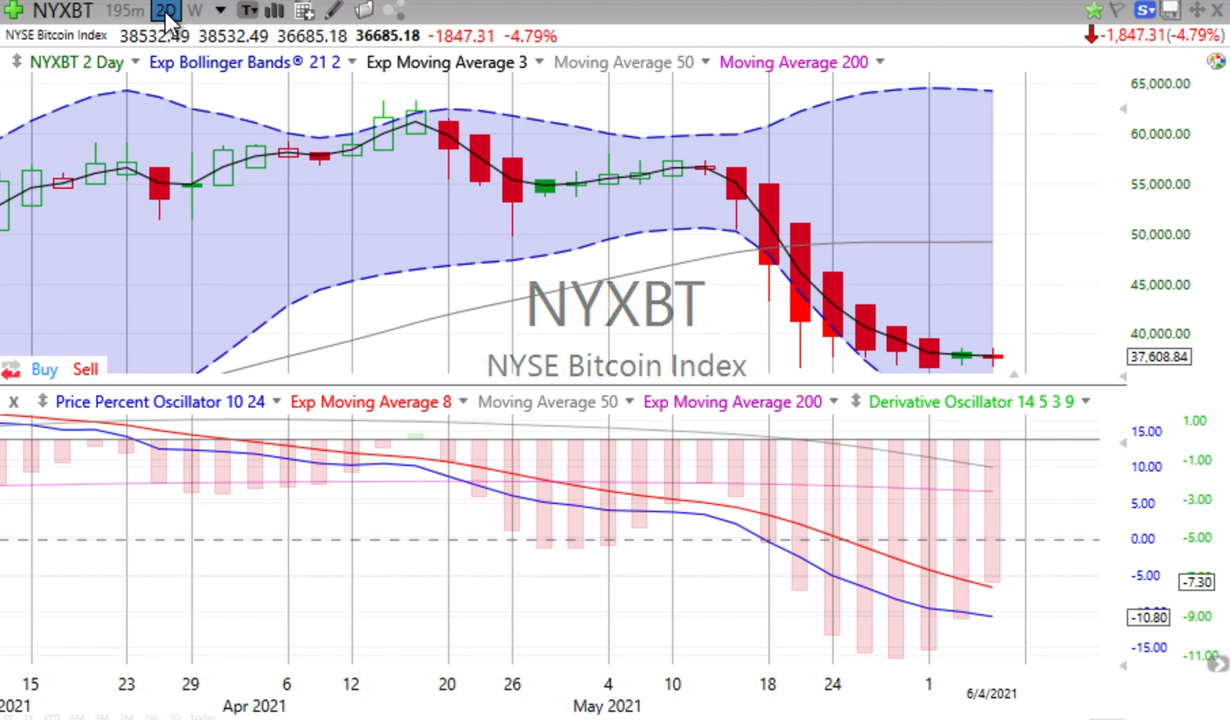 NYXBT 195m 2D W T S
NYSE Bitcoin Index 38532.49 38532.49 36685.18 36685.18 -1847.31 -4.79% -1,847.31(-4.79%)
NYXBT 2 Day Exp Bollinger Bands® 21 2 Exp Moving Average 3 Moving Average 50 Moving Average 200
65,000.00
60,000.00
55,000.00
50,000.00
45,000.00
40,000.00
37,608.84
NYXBT
NYSE Bitcoin Index
Buy Sell
X Price Percent Oscillator 10 24 Exp Moving Average 8 Moving Average 50 Exp Moving Average 200 Derivative Oscillator 14 5 3 9
15.00 1.00
10.00 -1.00
5.00 -3.00
0.00 -5.00
-5.00 -7.30
-10.80 -9.00
-15.00 -11.00
15 23 29 6 12 20 26 4 10 18 24 1 6/4/2021
2021 Apr 2021 May 2021